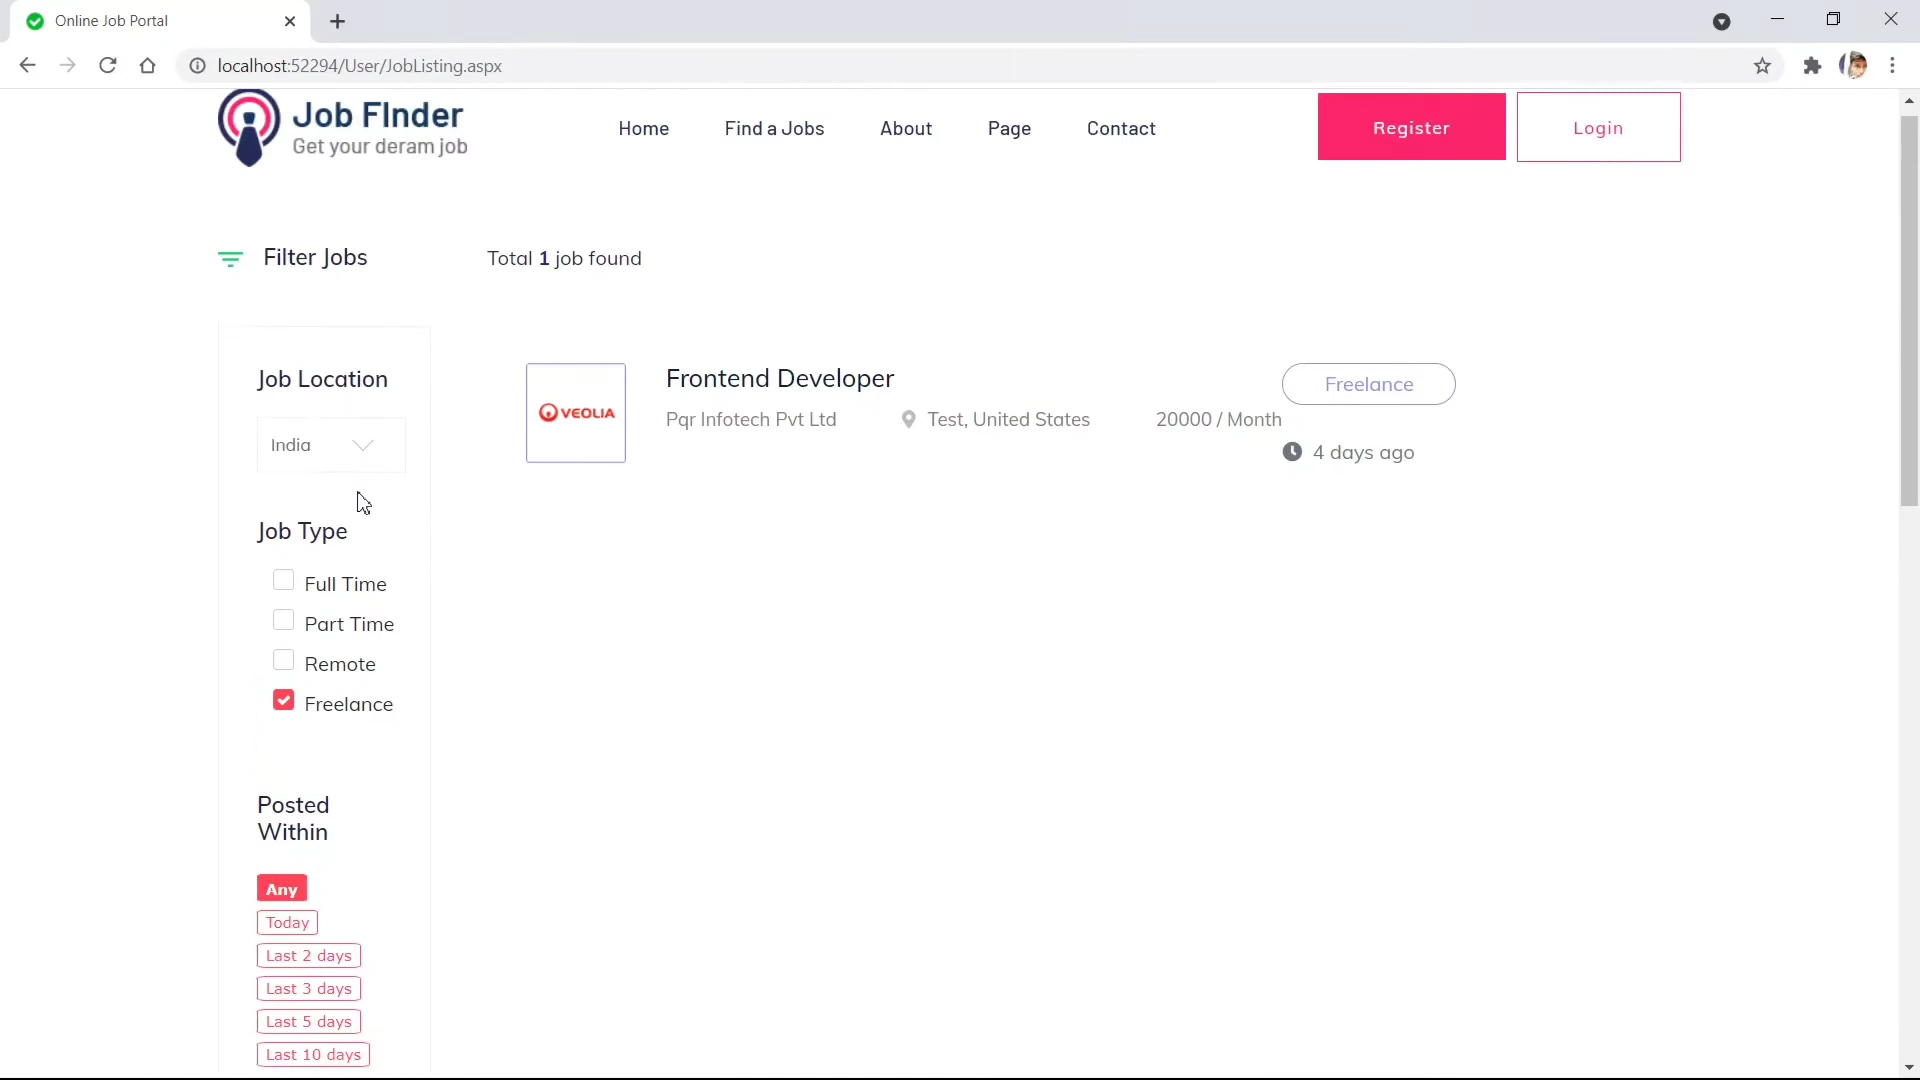 Online Job Portal
localhost:52294/User/JobListing.aspx
Job FInder
Get your deram job
Home Find a Jobs About Page Contact Register Login
Filter Jobs
Total 1 job found
Job Location
India
VEOLIA
Frontend Developer
Pqr Infotech Pvt Ltd Test, United States 20000 / Month
Freelance
4 days ago
Job Type
Full Time
Part Time
Remote
Freelance
Posted
Within
Any
Today
Last 2 days
Last 3 days
Last 5 days
Last 10 days